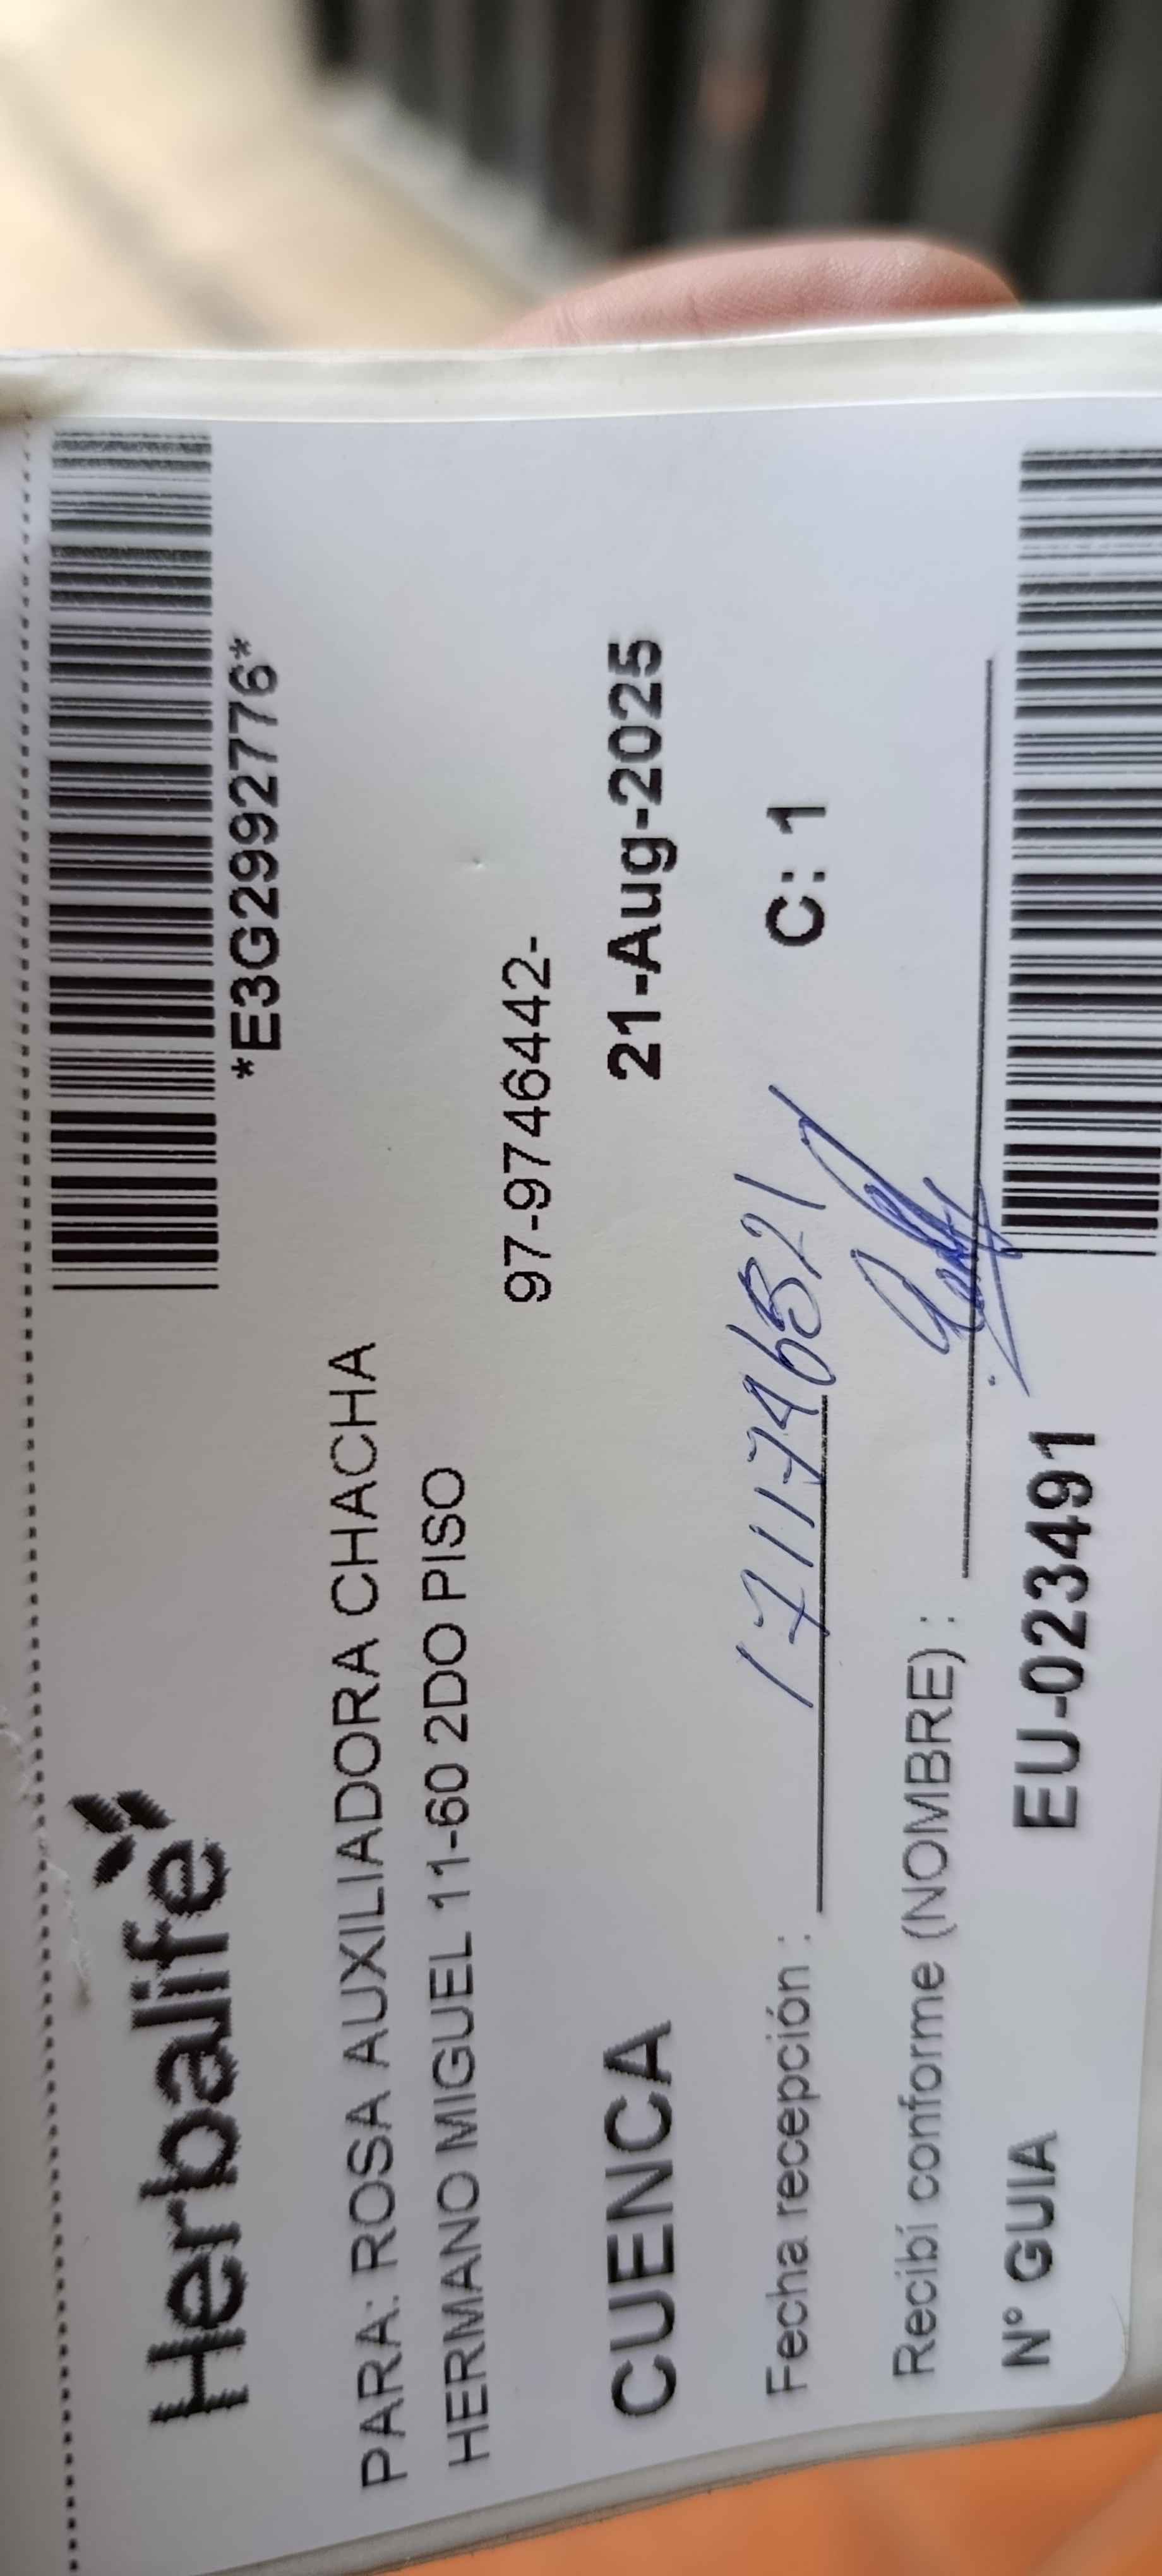 Herbalife
*E3G2992776*
PARA: ROSA AUXILIADORA CHACHA
HERMANO MIGUEL 11-60 2DO PISO
97-9746442-
CUENCA 21-Aug-2025
Fecha recepción : 1711746321 C: 1
Recibí conforme (NOMBRE) :
N° GUIA EU-023491